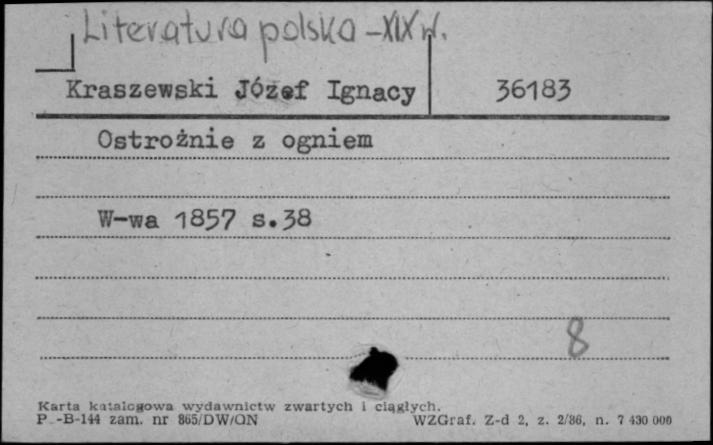 Literatura polska - XIX w.
Kraszewski Józef Ignacy 36183
Ostrożnie z ogniem
W-wa 1857 s.38
8
Karta katalogowa wydawnictw zwartych i ciągłych.
P.-B-144 zam. nr 865/DW/ON WZGraf. Z-d 2, z. 2/86, n. 7 430 000